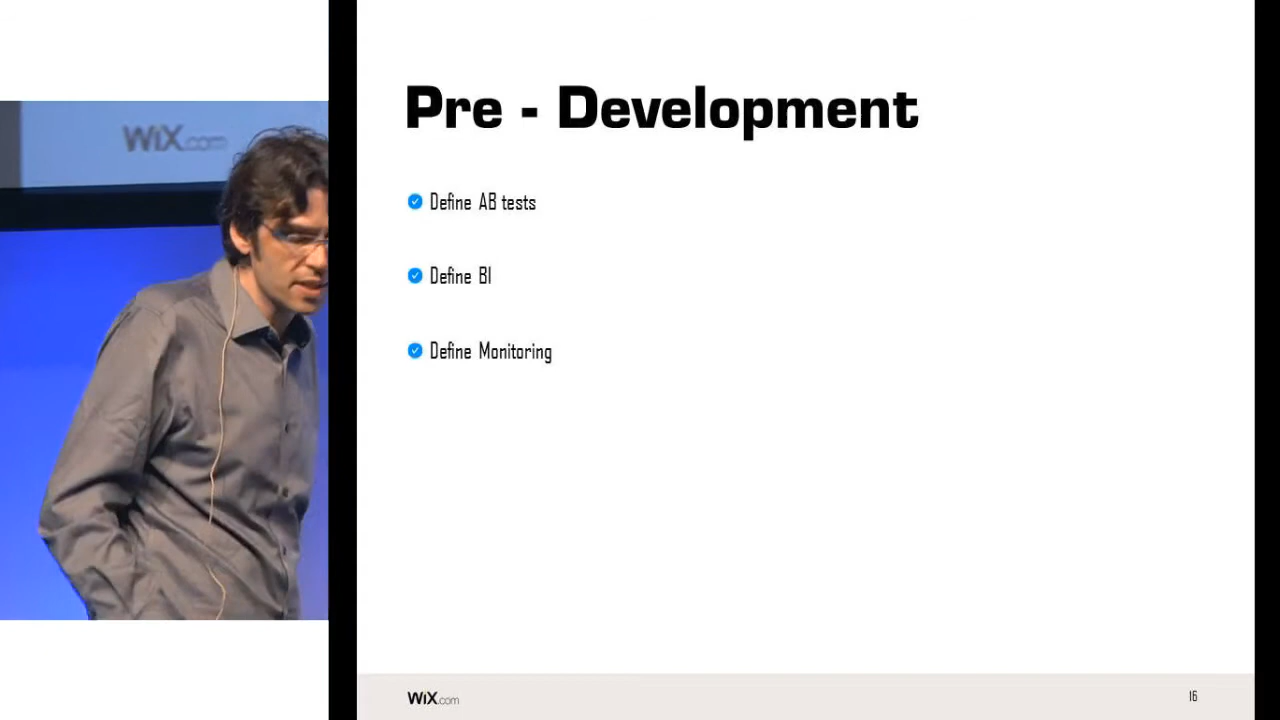 WiX.com
Pre - Development
Define AB tests
Define BI
Define Monitoring
WiX.com
16